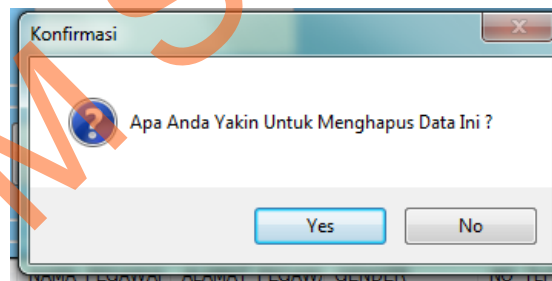 Konfirmasi
Apa Anda Yakin Untuk Menghapus Data Ini ?
Yes
No